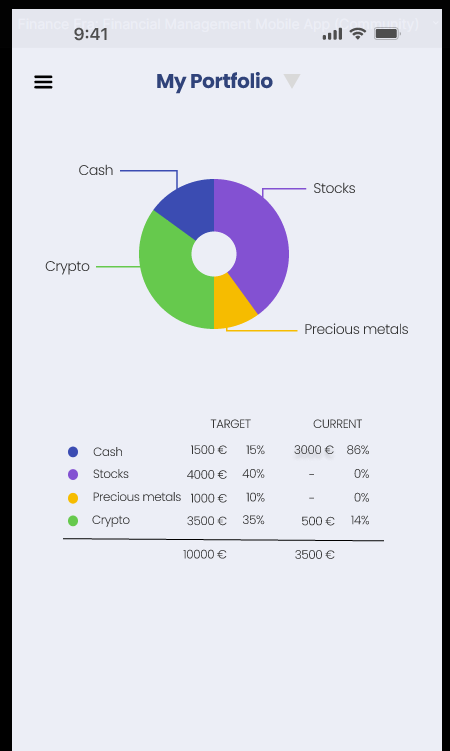 Finance Era: Financial Management Mobile App (Community)
9:41
My Portfolio
Cash
Stocks
Crypto
Precious metals
TARGET CURRENT
Cash 1500 € 15% 3000 € 86%
Stocks 4000 € 40% - 0%
Precious metals 1000 € 10% - 0%
Crypto 3500 € 35% 500 € 14%
10000 € 3500 €